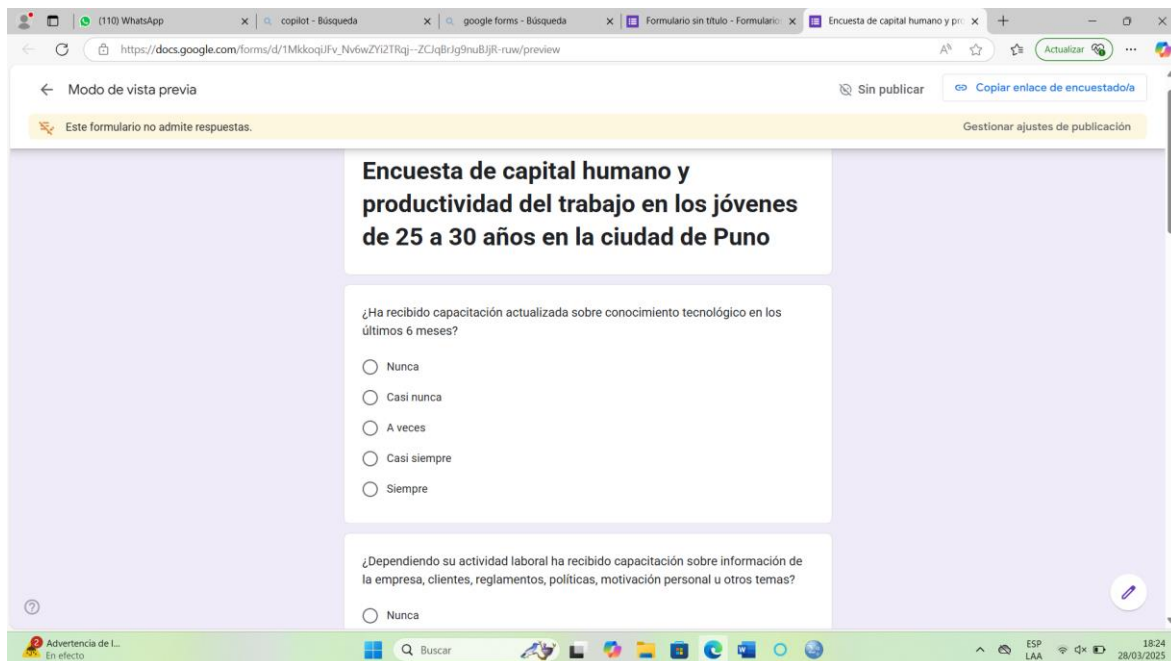 (110) WhatsApp
copilot - Búsqueda
google forms - Búsqueda
Formulario sin título - Formulario
Encuesta de capital humano y pro
https://docs.google.com/forms/d/1MkkoqiJFv_Nv6wZYi2TRqj--ZCJqBrJg9nuBJjR-ruw/preview
Actualizar
Modo de vista previa
Sin publicar
Copiar enlace de encuestado/a
Este formulario no admite respuestas.
Gestionar ajustes de publicación
Encuesta de capital humano y
productividad del trabajo en los jóvenes
de 25 a 30 años en la ciudad de Puno
¿Ha recibido capacitación actualizada sobre conocimiento tecnológico en los
últimos 6 meses?
Nunca
Casi nunca
A veces
Casi siempre
Siempre
¿Dependiendo su actividad laboral ha recibido capacitación sobre información de
la empresa, clientes, reglamentos, políticas, motivación personal u otros temas?
Nunca
2
Advertencia de l...
En efecto
Buscar
ESP
LAA
18:24
28/03/2025